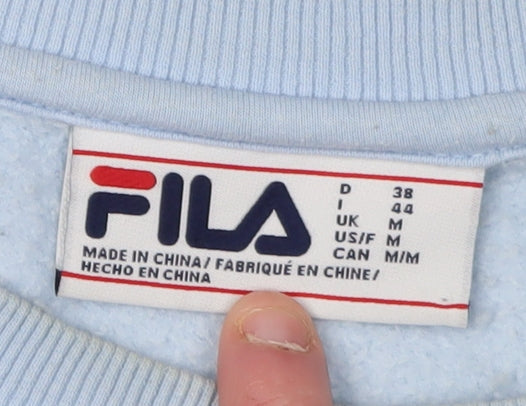 FILA
D 38
I 44
UK M
US/F M
CAN M/M
MADE IN CHINA/ FABRIQUÉ EN CHINE/
HECHO EN CHINA